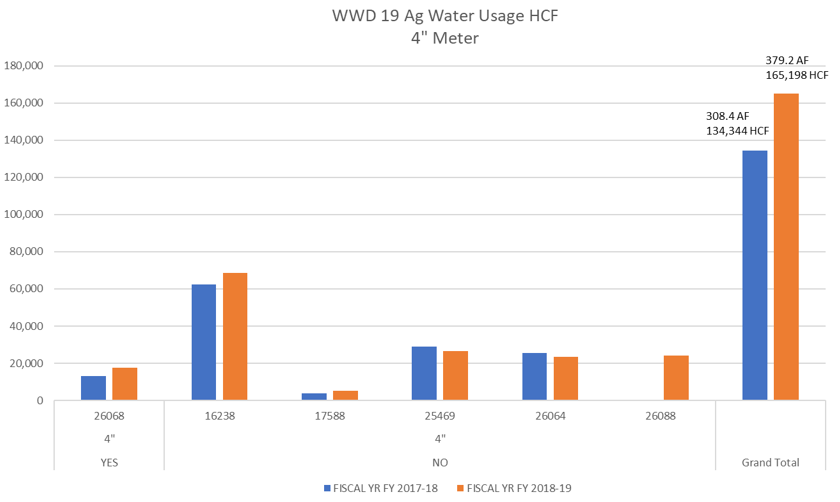 WWD 19 Ag Water Usage HCF
4" Meter
379.2 AF
165,198 HCF
308.4 AF
134,344 HCF
180,000
160,000
140,000
120,000
100,000
80,000
60,000
40,000
20,000
0
26068 16238 17588 25469 26064 26088
4" 4"
YES NO Grand Total
FISCAL YR FY 2017-18 FISCAL YR FY 2018-19